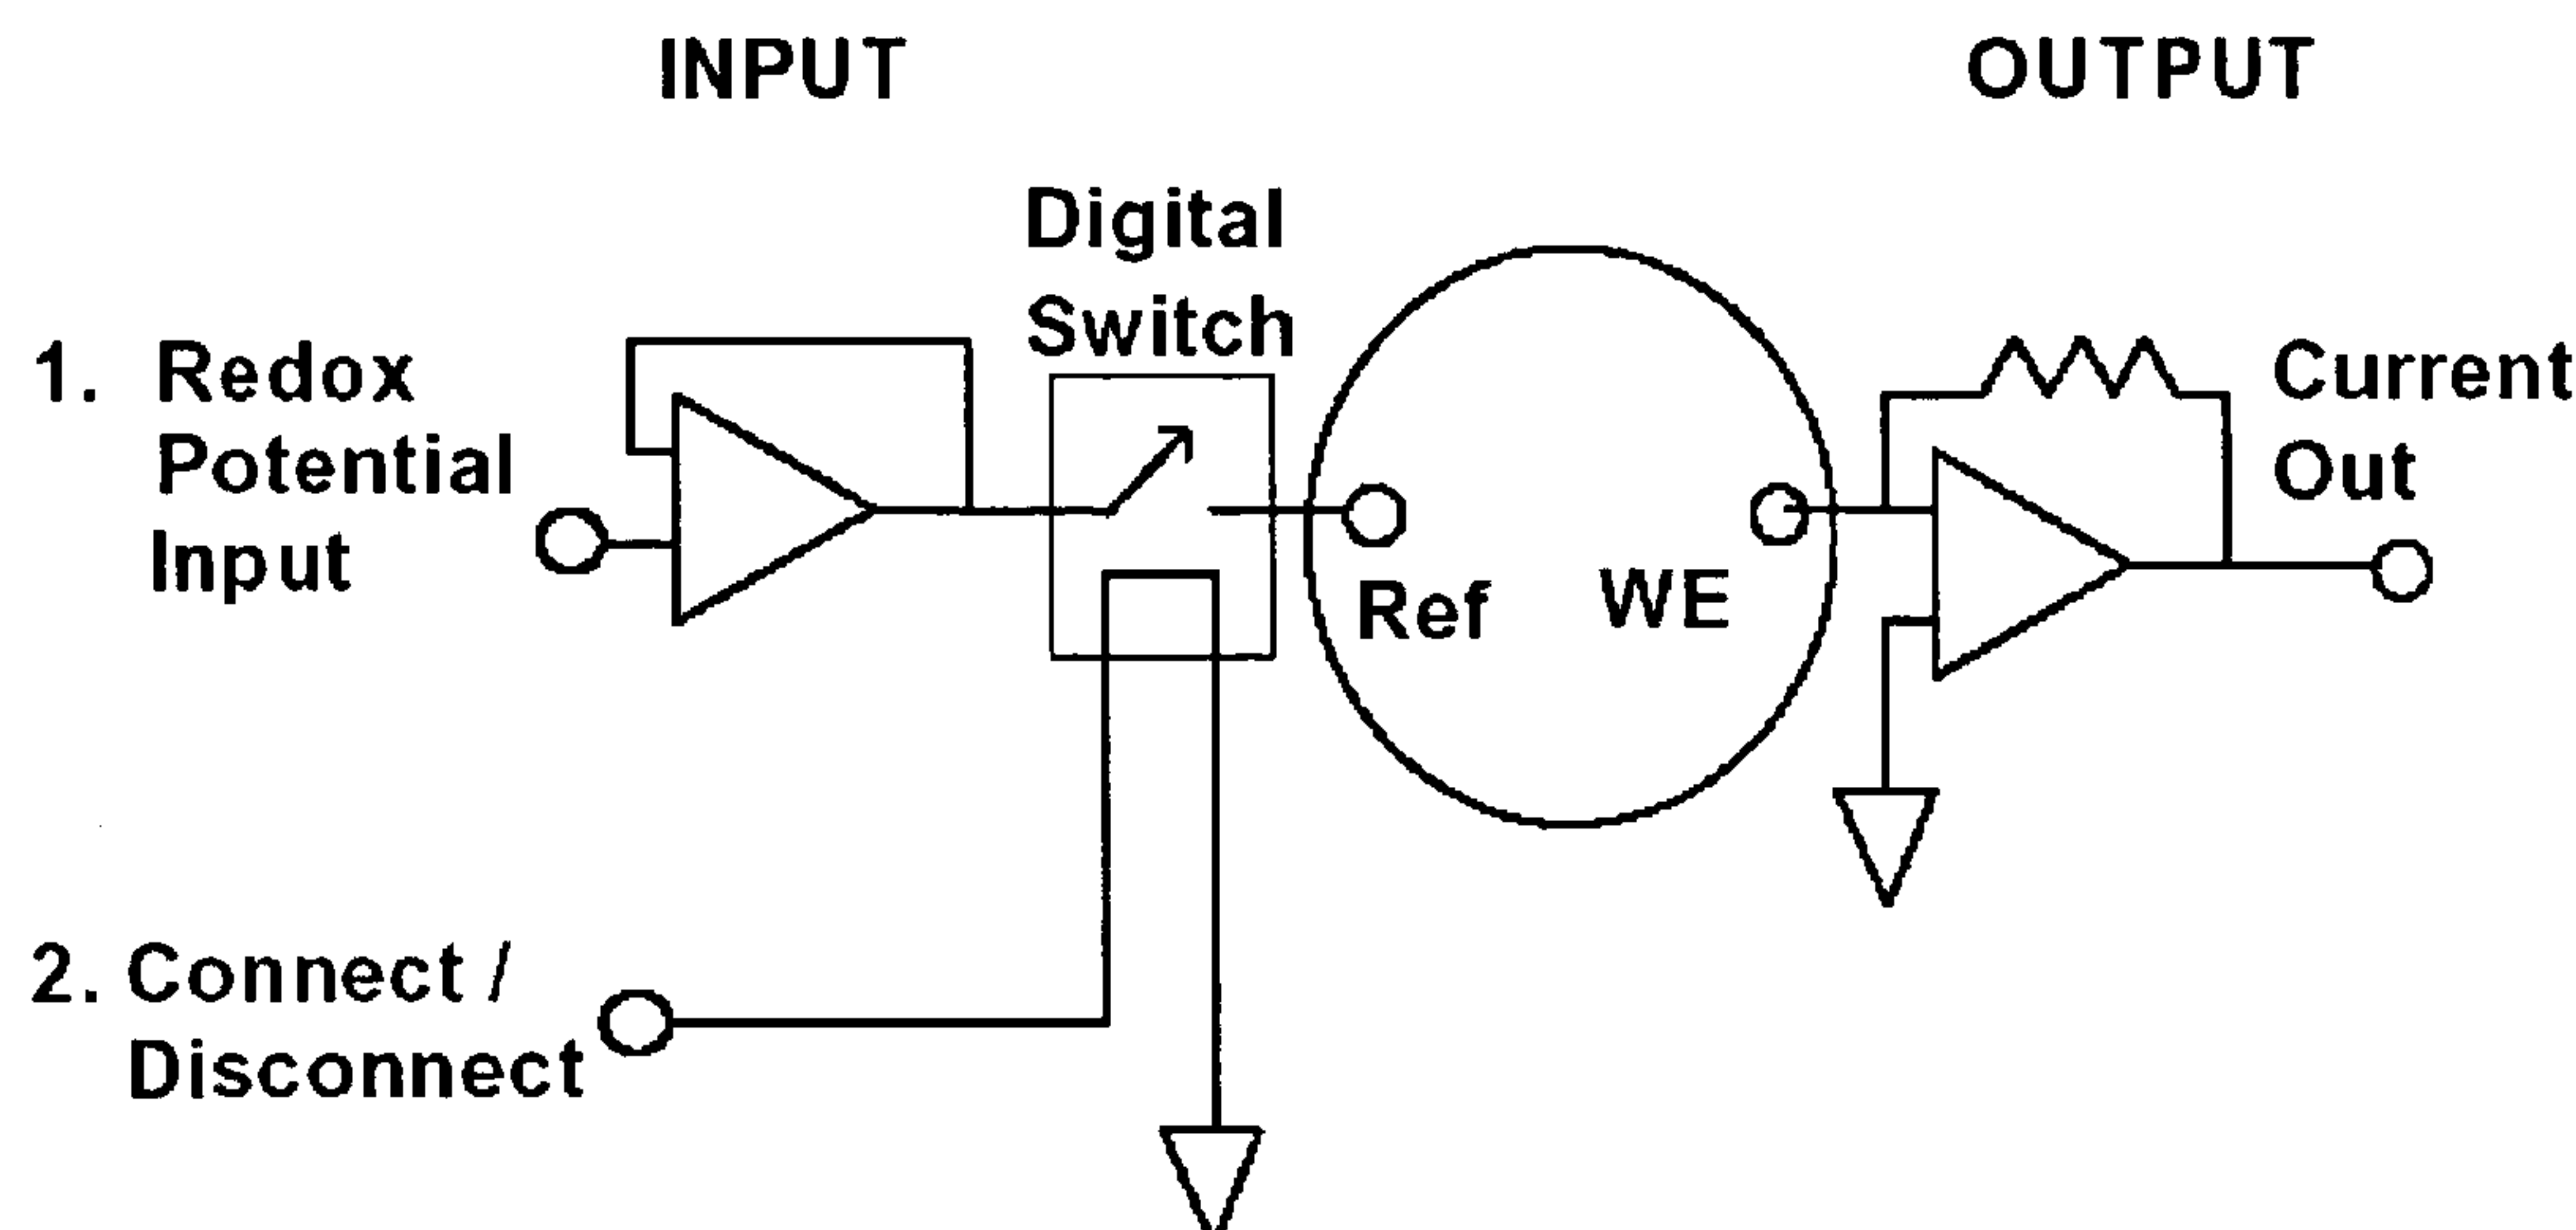 INPUT
OUTPUT
Digital
Switch
1. Redox
Potential
Input
Current
Out
Ref
WE
2. Connect /
Disconnect